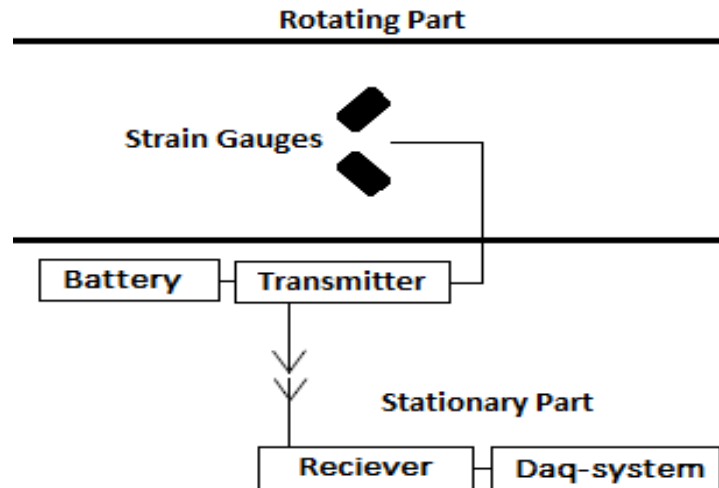 Rotating Part
Strain Gauges
Battery
Transmitter
Stationary Part
Reciever
Daq-system